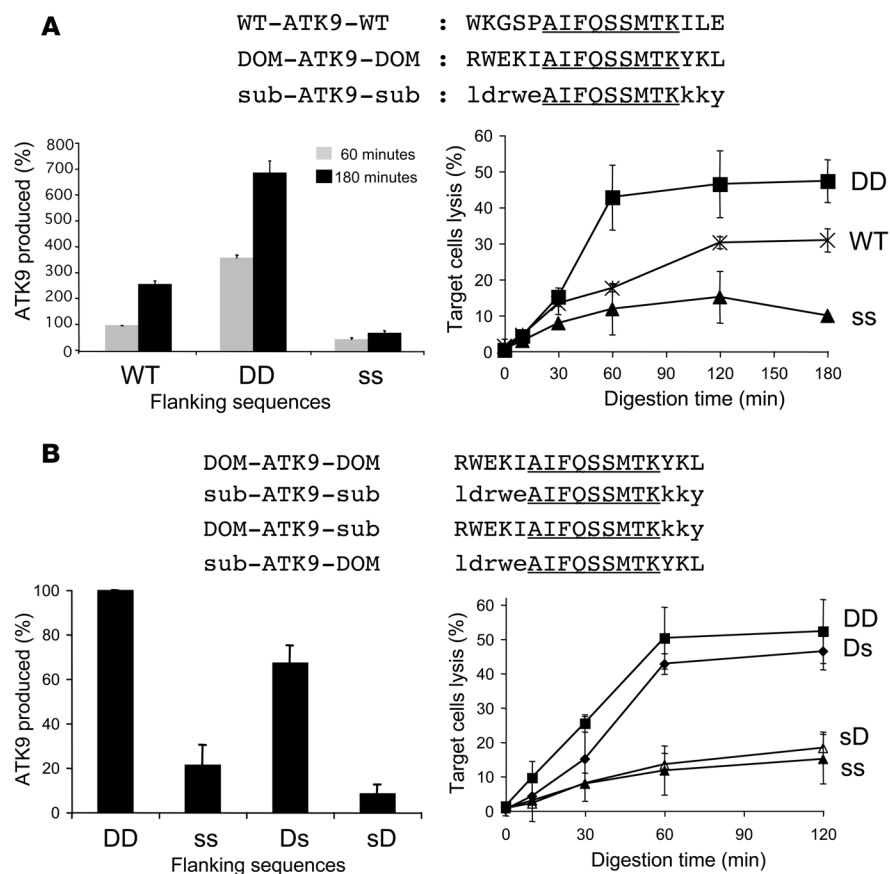 A
WT-ATK9-WT : WKGSPAIFQSSMTKILE
DOM-ATK9-DOM : RWEKIAIFQSSMTKYKL
sub-ATK9-sub : ldrweAIFQSSMTKkky
ATK9 produced (%)
800
700
600
500
400
300
200
100
0
60 minutes
180 minutes
WT DD ss
Flanking sequences
Target cells lysis (%)
60
50
40
30
20
10
0
DD
WT
ss
0 30 60 90 120 150 180
Digestion time (min)
B
DOM-ATK9-DOM RWEKIAIFQSSMTKYKL
sub-ATK9-sub ldrweAIFQSSMTKkky
DOM-ATK9-sub RWEKIAIFQSSMTKkky
sub-ATK9-DOM ldrweAIFQSSMTKYKL
ATK9 produced (%)
100
80
60
40
20
0
DD ss Ds sD
Flanking sequences
Target cells lysis (%)
60
50
40
30
20
10
0
DD
Ds
sD
ss
0 30 60 90 120
Digestion time (min)